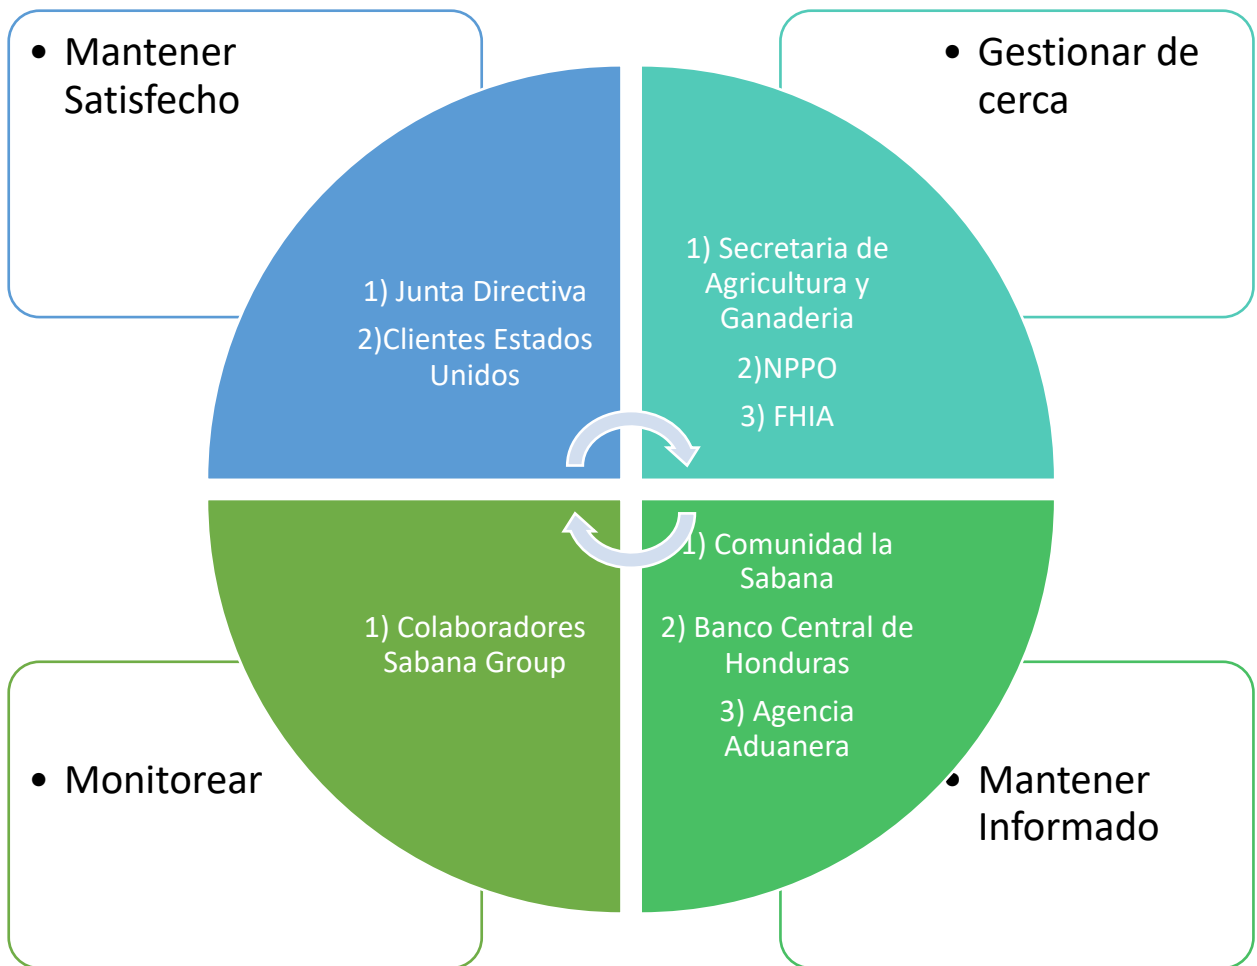 • Mantener
Satisfecho
• Gestionar de
cerca
1) Junta Directiva
2)Clientes Estados
Unidos
1) Secretaria de
Agricultura y
Ganaderia
2)NPPO
3) FHIA
1) Colaboradores
Sabana Group
1) Comunidad la
Sabana
2) Banco Central de
Honduras
3) Agencia
Aduanera
• Monitorear
• Mantener
Informado